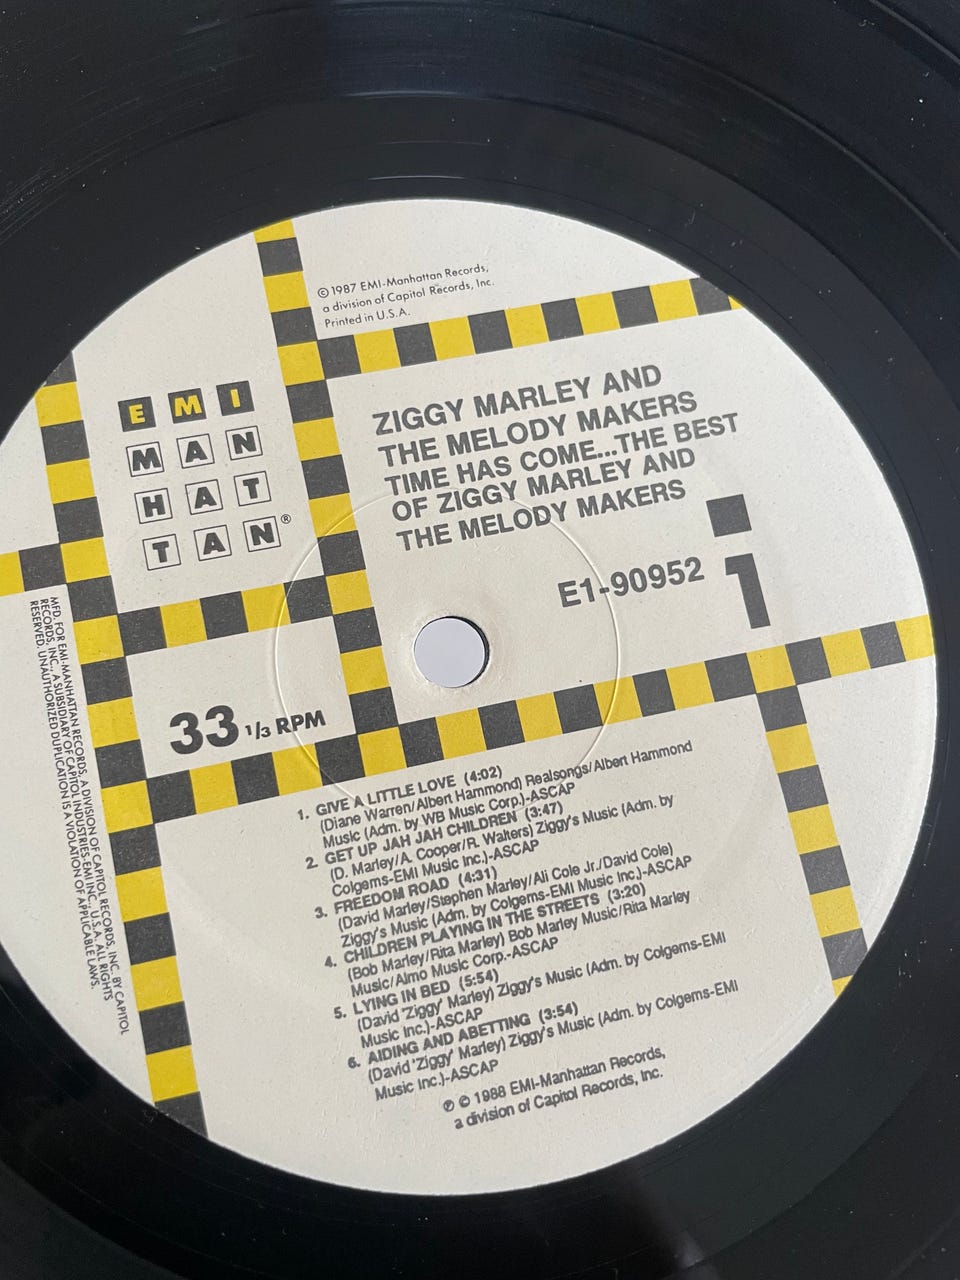 © 1987 EMI-Manhattan Records,
a division of Capitol Records, Inc.
Printed in U.S.A.
EMI
MAN
HAT
TAN®
ZIGGY MARLEY AND
THE MELODY MAKERS
TIME HAS COME...THE BEST
OF ZIGGY MARLEY AND
THE MELODY MAKERS
E1-90952
1
33 1/3 RPM
MFD. FOR EMI-MANHATTAN RECORDS, A DIVISION OF CAPITOL RECORDS, INC. BY CAPITOL
RECORDS, INC., A SUBSIDIARY OF CAPITOL INDUSTRIES-EMI INC., U.S.A. ALL RIGHTS
RESERVED. UNAUTHORIZED DUPLICATION IS A VIOLATION OF APPLICABLE LAWS.
1. GIVE A LITTLE LOVE (4:02)
(Diane Warren/Albert Hammond) Realsongs/Albert Hammond
Music (Adm. by WB Music Corp.)-ASCAP
2. GET UP JAH JAH CHILDREN (3:47)
(D. Marley/A. Cooper/R. Walters) Ziggy's Music (Adm. by
Colgems-EMI Music Inc.)-ASCAP
3. FREEDOM ROAD (4:31)
(David Marley/Stephen Marley/Ali Cole Jr./David Cole)
Ziggy's Music (Adm. by Colgems-EMI Music Inc.)-ASCAP
4. CHILDREN PLAYING IN THE STREETS (3:20)
(Bob Marley/Rita Marley) Bob Marley Music/Rita Marley
Music/Almo Music Corp.-ASCAP
5. LYING IN BED (5:54)
(David 'Ziggy' Marley) Ziggy's Music (Adm. by Colgems-EMI
Music Inc.)-ASCAP
6. AIDING AND ABETTING (3:54)
(David 'Ziggy' Marley) Ziggy's Music (Adm. by Colgems-EMI
Music Inc.)-ASCAP
℗ © 1988 EMI-Manhattan Records,
a division of Capitol Records, Inc.